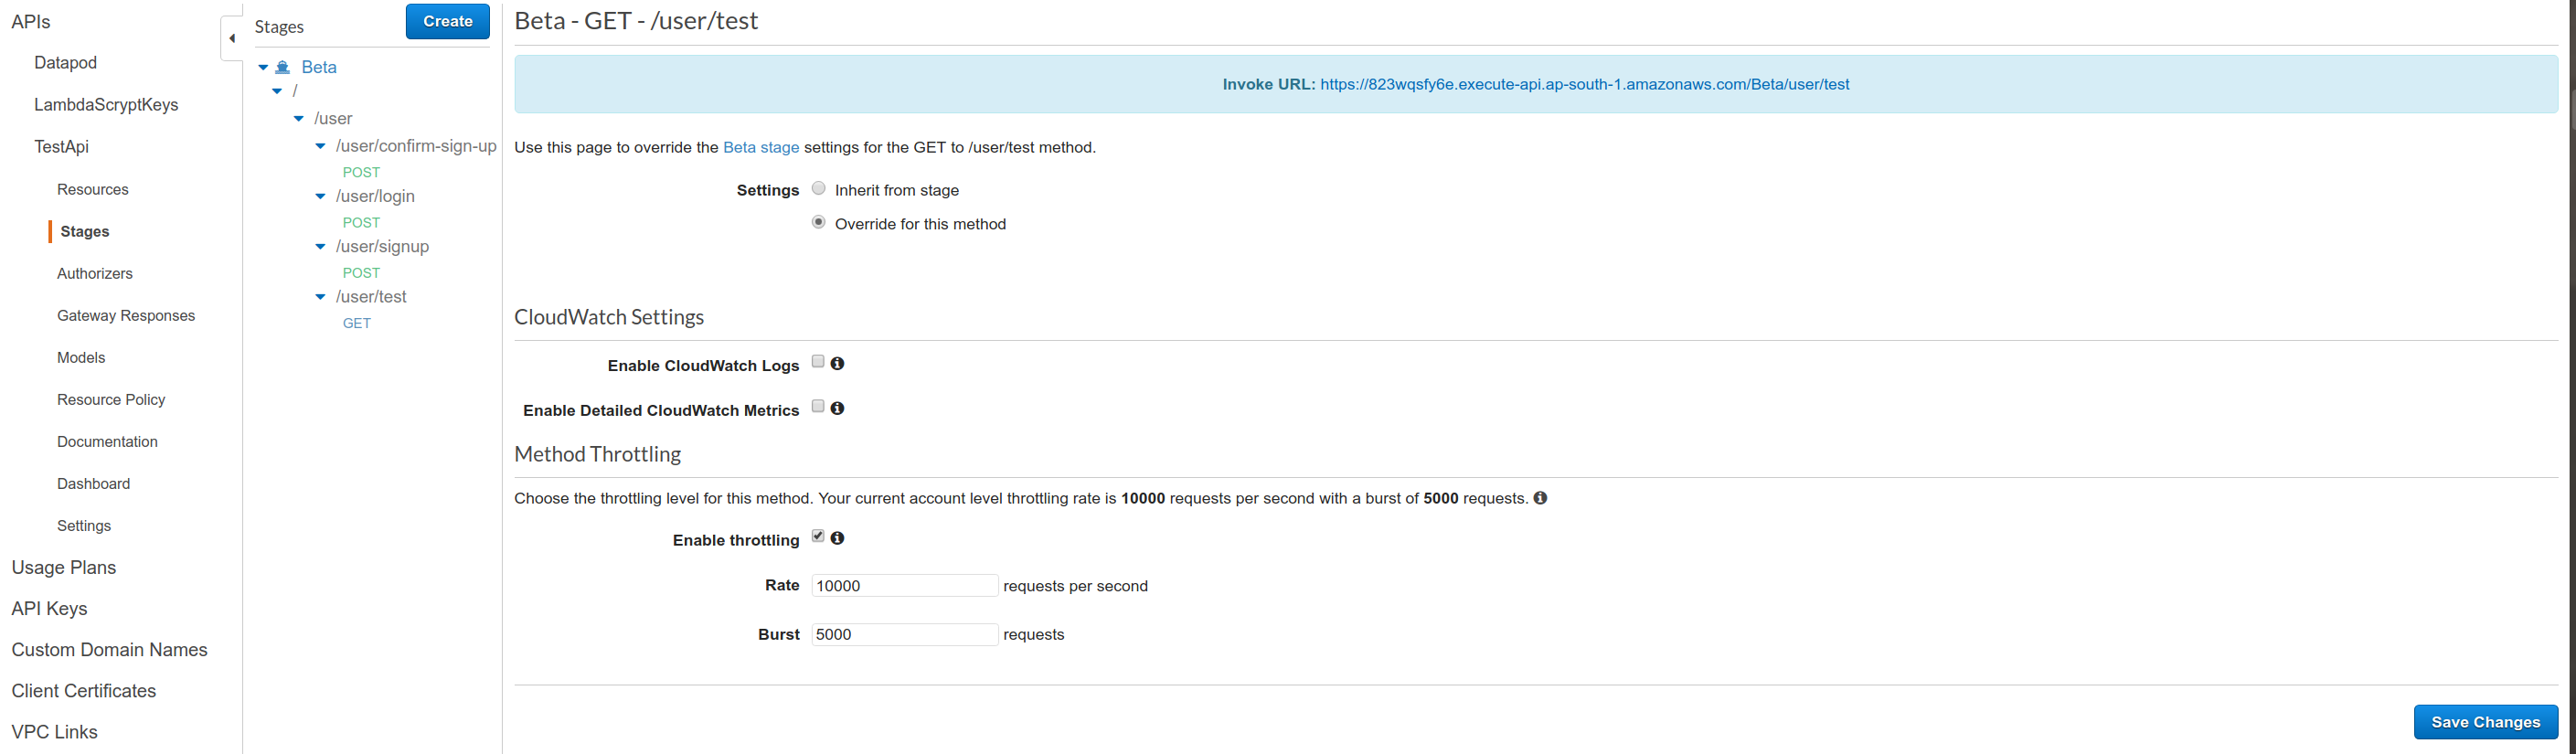 APIs
Datapod
LambdaScryptKeys
TestApi
Resources
Stages
Authorizers
Gateway Responses
Models
Resource Policy
Documentation
Dashboard
Settings
Usage Plans
API Keys
Custom Domain Names
Client Certificates
VPC Links
Stages
Create
Beta
/
/user
/user/confirm-sign-up
POST
/user/login
POST
/user/signup
POST
/user/test
GET
Beta - GET - /user/test
Invoke URL: https://823wqsfy6e.execute-api.ap-south-1.amazonaws.com/Beta/user/test
Use this page to override the Beta stage settings for the GET to /user/test method.
Settings Inherit from stage
Override for this method
CloudWatch Settings
Enable CloudWatch Logs
Enable Detailed CloudWatch Metrics
Method Throttling
Choose the throttling level for this method. Your current account level throttling rate is 10000 requests per second with a burst of 5000 requests.
Enable throttling
Rate 10000 requests per second
Burst 5000 requests
Save Changes